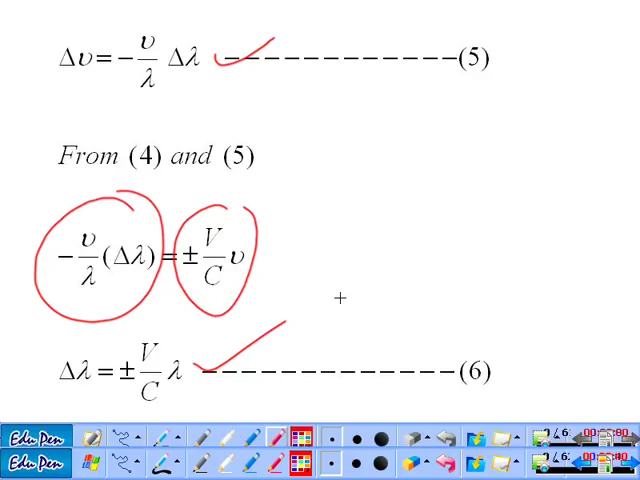 Δυ = − υ/λ Δλ −−−−−−−−−−−−−(5)
From (4) and (5)
− υ/λ (Δλ) = ± V/C υ
Δλ = ± V/C λ −−−−−−−−−−−−−−(6)
Edu Pen
Edu Pen